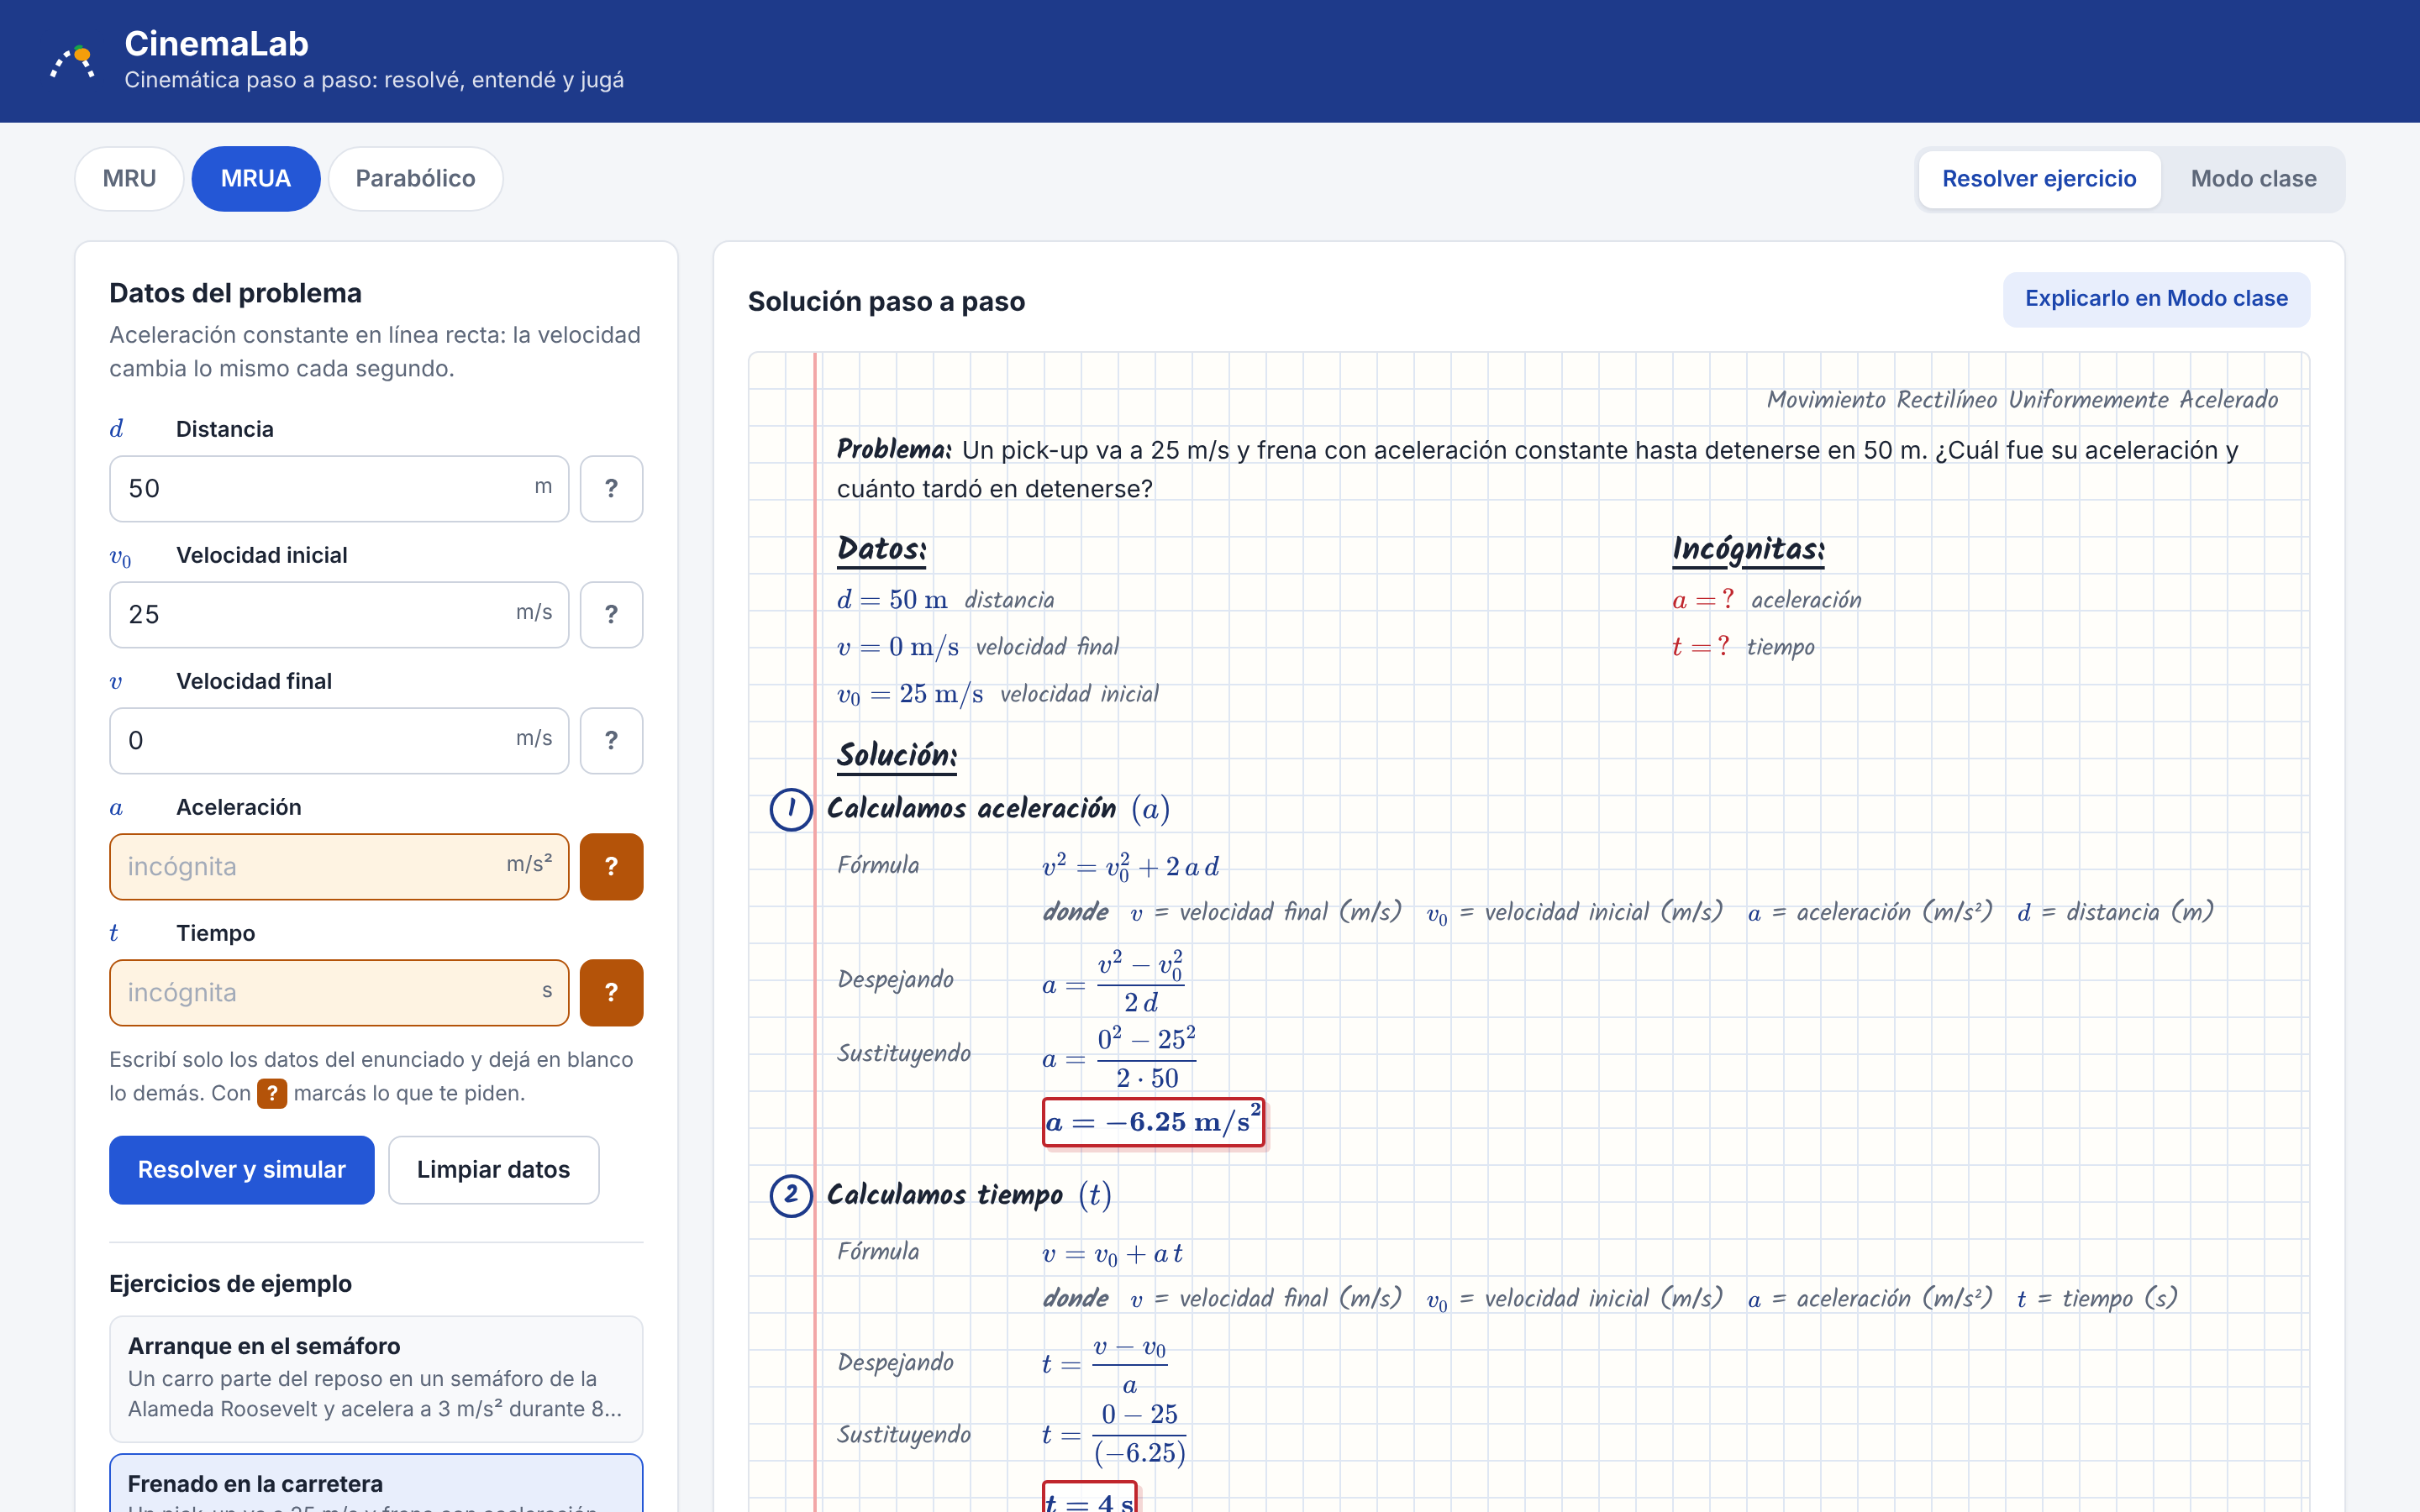 CinemaLab
Cinemática paso a paso: resolvé, entendé y jugá
MRU
MRUA
Parabólico
Resolver ejercicio
Modo clase
Datos del problema
Aceleración constante en línea recta: la velocidad
cambia lo mismo cada segundo.
d Distancia
50 m ?
v₀ Velocidad inicial
25 m/s ?
v Velocidad final
0 m/s ?
a Aceleración
incógnita m/s² ?
t Tiempo
incógnita s ?
Escribí solo los datos del enunciado y dejá en blanco
lo demás. Con ? marcás lo que te piden.
Resolver y simular
Limpiar datos
Ejercicios de ejemplo
Arranque en el semáforo
Un carro parte del reposo en un semáforo de la
Alameda Roosevelt y acelera a 3 m/s² durante 8...
Frenado en la carretera
Solución paso a paso
Explicarlo en Modo clase
Movimiento Rectilíneo Uniformemente Acelerado
Problema: Un pick-up va a 25 m/s y frena con aceleración constante hasta detenerse en 50 m. ¿Cuál fue su aceleración y
cuánto tardó en detenerse?
Datos:
d = 50 m distancia
v = 0 m/s velocidad final
v₀ = 25 m/s velocidad inicial
Incógnitas:
a = ? aceleración
t = ? tiempo
Solución:
1 Calculamos aceleración (a)
Fórmula v² = v₀² + 2 a d
donde v = velocidad final (m/s) v₀ = velocidad inicial (m/s) a = aceleración (m/s²) d = distancia (m)
Despejando a = (v² − v₀²) / (2 d)
Sustituyendo a = (0² − 25²) / (2 · 50)
a = −6.25 m/s²
2 Calculamos tiempo (t)
Fórmula v = v₀ + a t
donde v = velocidad final (m/s) v₀ = velocidad inicial (m/s) a = aceleración (m/s²) t = tiempo (s)
Despejando t = (v − v₀) / a
Sustituyendo t = (0 − 25) / (−6.25)
t = 4 s